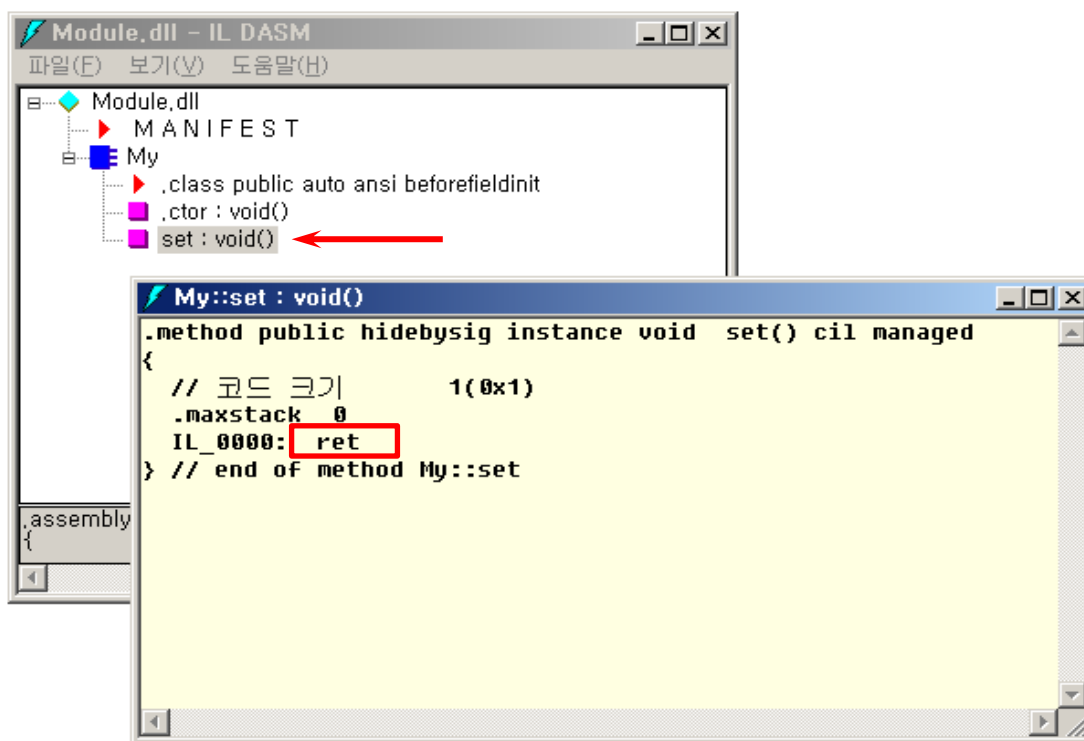 Module.dll - IL DASM
파일(F) 보기(V) 도움말(H)
Module.dll
M A N I F E S T
My
.class public auto ansi beforefieldinit
.ctor : void()
set : void()
.assembly
{
My::set : void()
.method public hidebysig instance void  set() cil managed
{
// 코드 크기       1(0x1)
.maxstack  0
IL_0000:  ret
} // end of method My::set